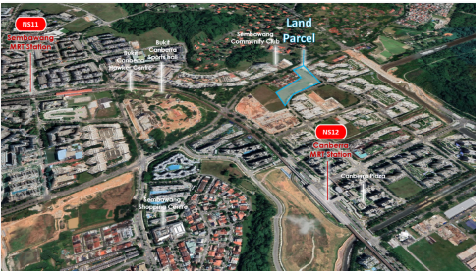 NS11
Sembawang
MRT Station
Bukit
Canberra
Hawker Centre
Bukit
Canberra
Sports hall
Sembawang
Community Club
Land
Parcel
NS12
Canberra
MRT Station
Canberra Plaza
Sembawang
Shopping Centre